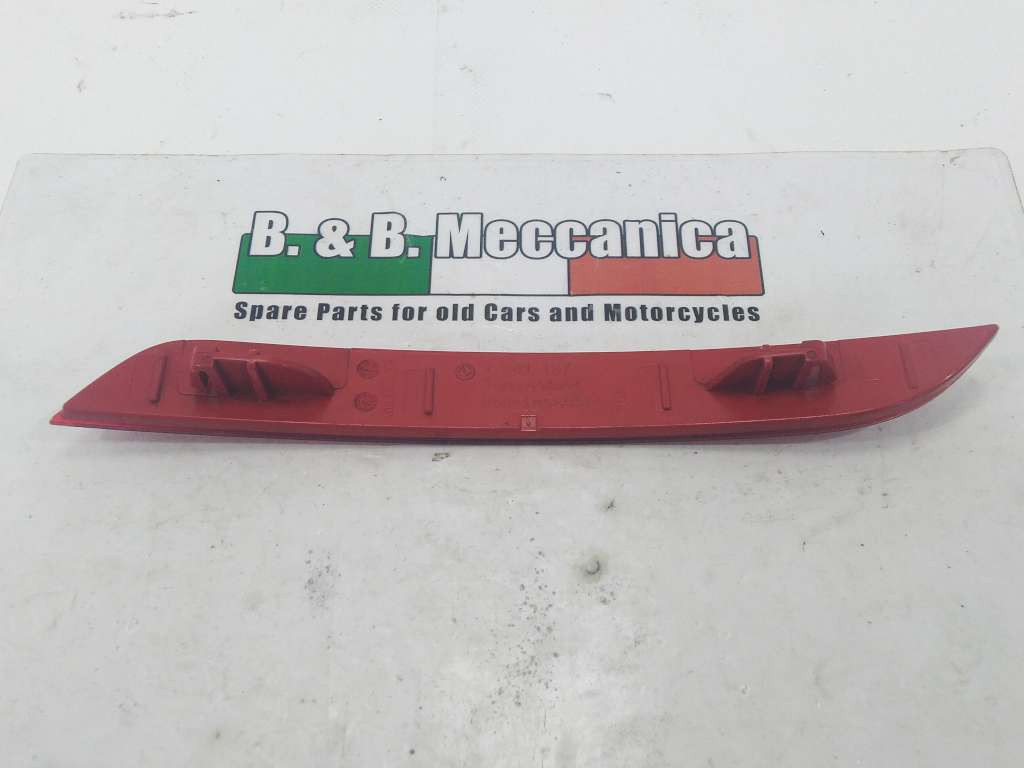 B. & B. Meccanica
Spare Parts for old Cars and Motorcycles